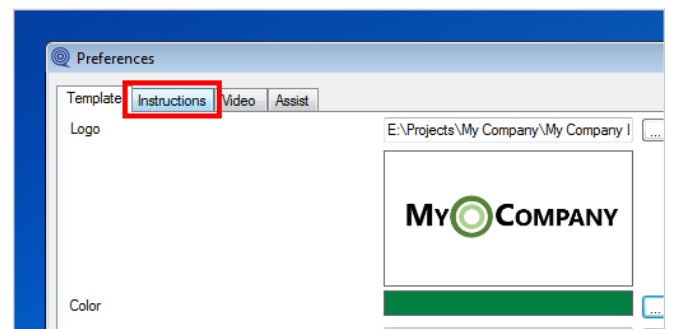 Preferences
Template Instructions Video Assist
Logo E:\Projects\My Company\My Company l ...
MY COMPANY
Color ...